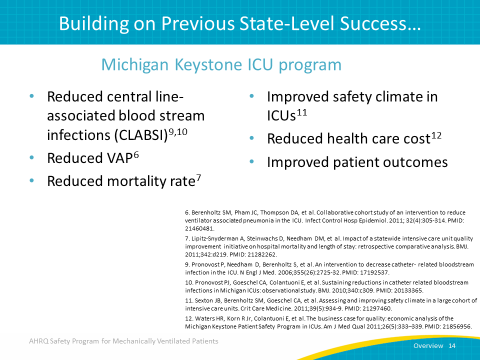 Building on Previous State-Level Success…
Michigan Keystone ICU program
• Reduced central line-
associated blood stream
infections (CLABSI)9,10
• Reduced VAP6
• Reduced mortality rate7
• Improved safety climate in
ICUs11
• Reduced health care cost12
• Improved patient outcomes
6. Berenholtz SM, Pham JC, Thompson DA, et al. Collaborative cohort study of an intervention to reduce
ventilator associated pneumonia in the ICU. Infect Control Hosp Epidemiol. 2011; 32(4):305-314. PMID:
21460481.
7. Lipitz-Snyderman A, Steinwachs D, Needham DM, et al. Impact of a statewide intensive care unit quality
improvement initiative on hospital mortality and length of stay: retrospective comparative analysis. BMJ.
2011;342:d219. PMID: 21282262.
9. Pronovost P, Needham D, Berenholtz S, et al. An intervention to decrease catheter- related bloodstream
infection in the ICU. N Engl J Med. 2006;355(26):2725-32. PMID: 17192537.
10. Pronovost PJ, Goeschel CA, Colantuoni E, et al. Sustaining reductions in catheter related bloodstream
infections in Michigan ICUs: observational study. BMJ. 2010;340:c309. PMID: 20133365.
11. Sexton JB, Berenholtz SM, Goeschel CA, et al. Assessing and improving safety climate in a large cohort of
intensive care units. Crit Care Medicine. 2011;39(5):934-9. PMID: 21297460.
12. Waters HR, Korn R Jr, Colantuoni E, et al. The business case for quality: economic analysis of the
Michigan Keystone Patient Safety Program in ICUs. Am J Med Qual 2011;26(5):333–339. PMID: 21856956.
AHRQ Safety Program for Mechanically Ventilated Patients
Overview 14